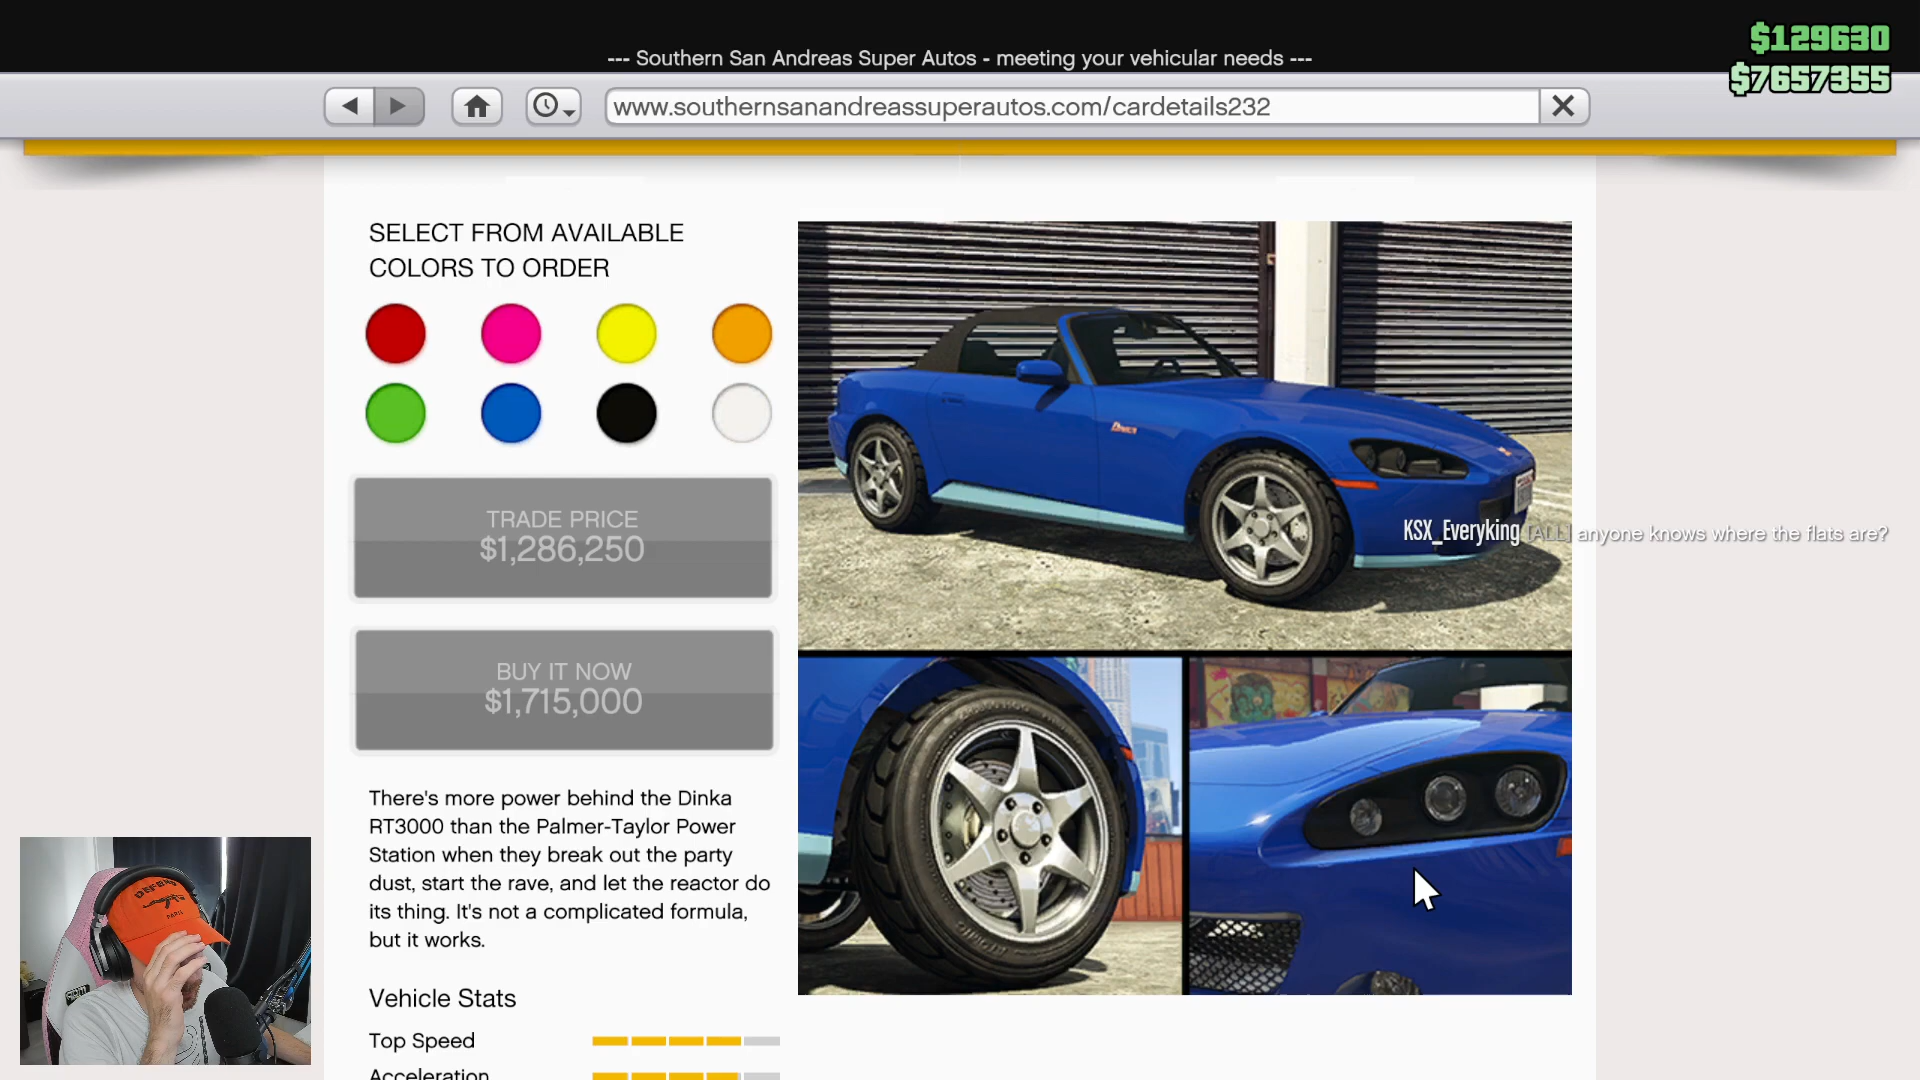 $129630
--- Southern San Andreas Super Autos - meeting your vehicular needs ---
$7657355
www.southernsanandreassuperautos.com/cardetails232
SELECT FROM AVAILABLE
COLORS TO ORDER
TRADE PRICE
$1,286,250
BUY IT NOW
$1,715,000
There's more power behind the Dinka
RT3000 than the Palmer-Taylor Power
Station when they break out the party
dust, start the rave, and let the reactor do
its thing. It's not a complicated formula,
but it works.
Vehicle Stats
Top Speed
Acceleration
Dinka
KSX_Everyking [ALL] anyone knows where the flats are?
DEFEND
PARIS